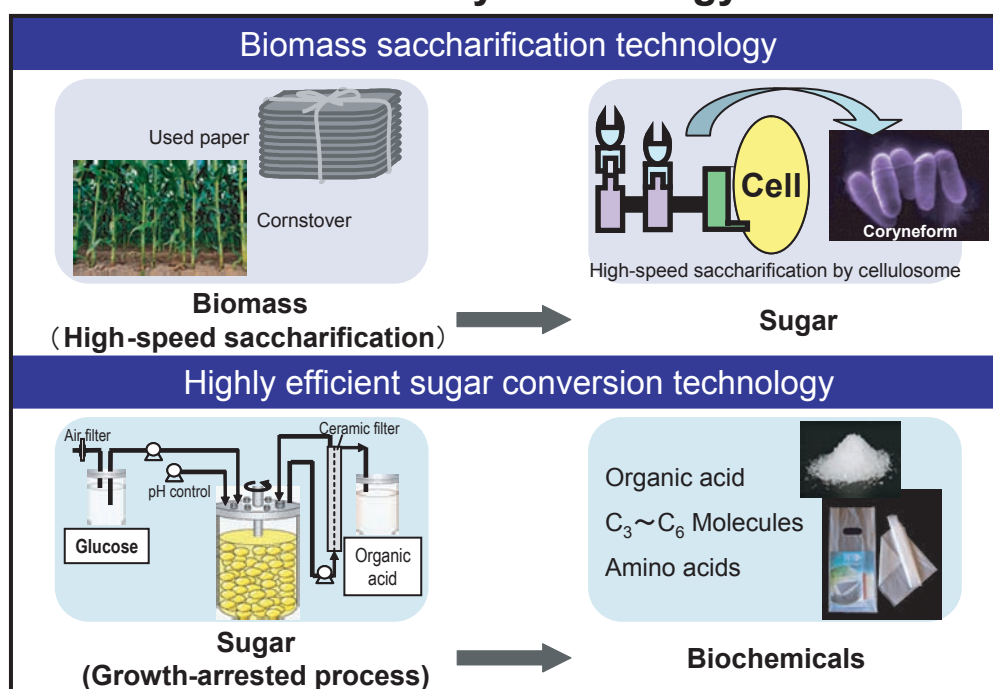 Biomass saccharification technology
Used paper
Cornstover
Cell
Coryneform
High-speed saccharification by cellulosome
Biomass
（High-speed saccharification）
Sugar
Highly efficient sugar conversion technology
Air filter
Ceramic filter
pH control
Glucose
Organic
acid
Organic acid
C₃～C₆ Molecules
Amino acids
Sugar
(Growth-arrested process)
Biochemicals